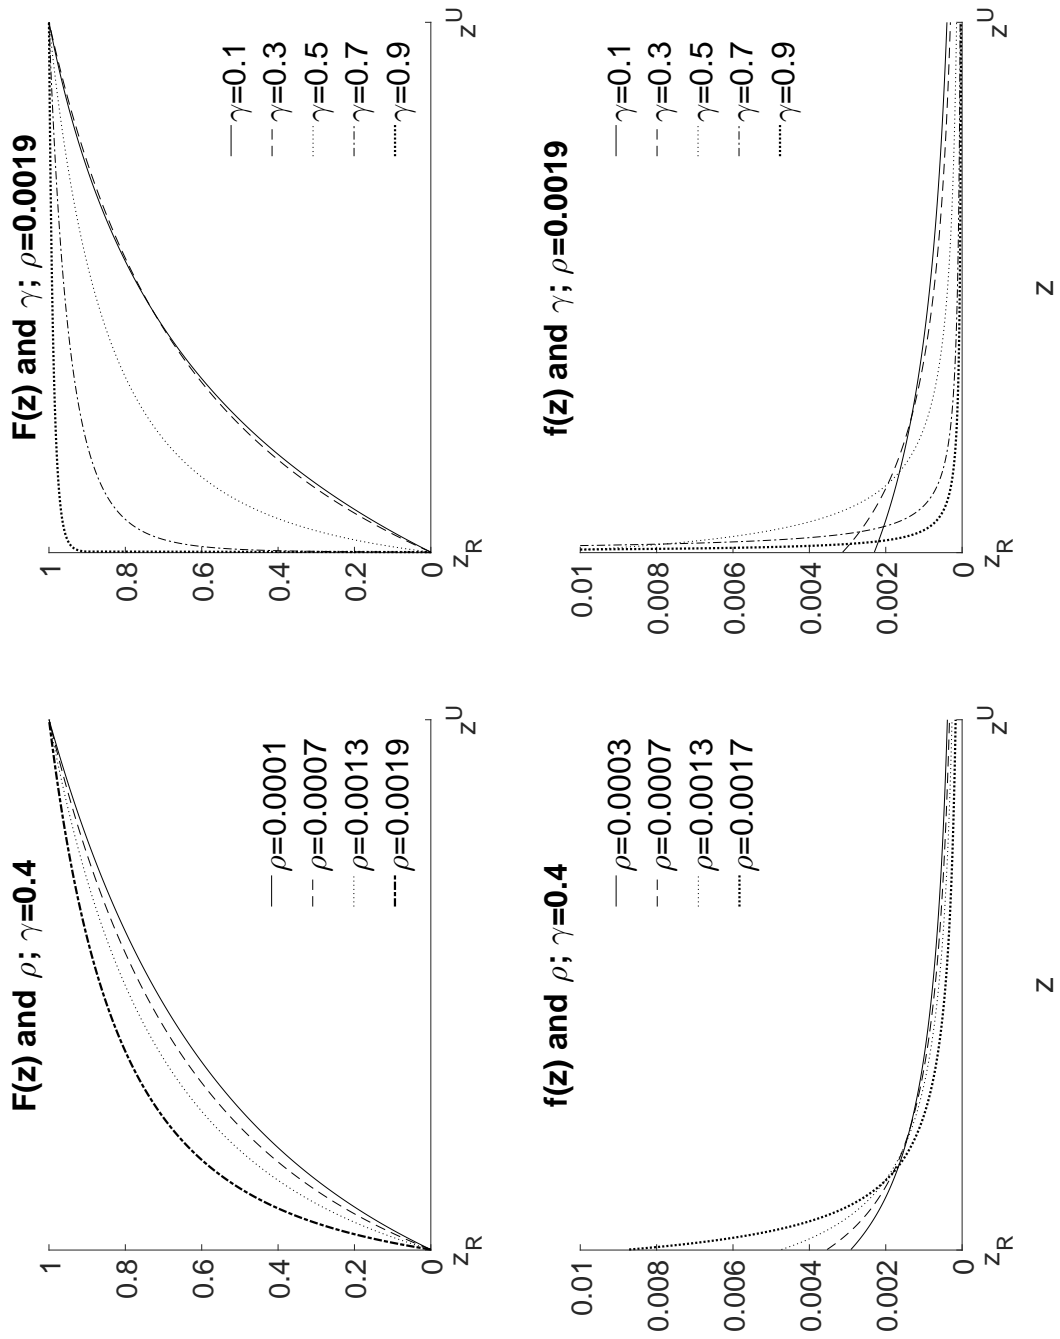 F(z) and ρ; γ=0.4
1
0.8
0.6
0.4
0.2
0
z_R
z^U
ρ=0.0001
ρ=0.0007
ρ=0.0013
ρ=0.0019
F(z) and γ; ρ=0.0019
1
0.8
0.6
0.4
0.2
0
z_R
z^U
γ=0.1
γ=0.3
γ=0.5
γ=0.7
γ=0.9
f(z) and ρ; γ=0.4
0.01
0.008
0.006
0.004
0.002
0
z_R
z^U
z
ρ=0.0003
ρ=0.0007
ρ=0.0013
ρ=0.0017
f(z) and γ; ρ=0.0019
0.01
0.008
0.006
0.004
0.002
0
z_R
z^U
z
γ=0.1
γ=0.3
γ=0.5
γ=0.7
γ=0.9